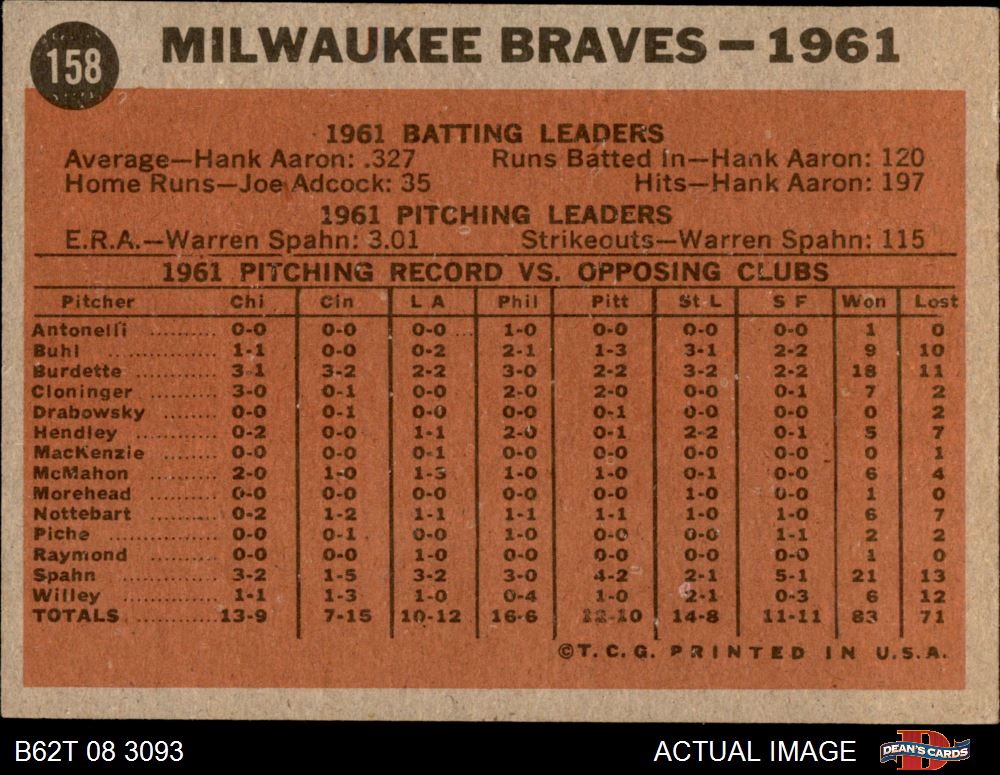 158
MILWAUKEE BRAVES — 1961
1961 BATTING LEADERS
Average—Hank Aaron: .327 Runs Batted In—Hank Aaron: 120
Home Runs—Joe Adcock: 35 Hits—Hank Aaron: 197
1961 PITCHING LEADERS
E.R.A.—Warren Spahn: 3.01 Strikeouts—Warren Spahn: 115
1961 PITCHING RECORD VS. OPPOSING CLUBS
Pitcher Chi Cin L A Phil Pitt St L S F Won Lost
Antonelli .......... 0-0 0-0 0-0 1-0 0-0 0-0 0-0 1 0
Buhl ................ 1-1 0-0 0-2 2-1 1-3 3-1 2-2 9 10
Burdette ............ 3-1 3-2 2-2 3-0 2-2 3-2 2-2 18 11
Cloninger .......... 3-0 0-1 0-0 2-0 2-0 0-0 0-1 7 2
Drabowsky ........ 0-0 0-1 0-0 0-0 0-1 0-0 0-0 0 2
Hendley ............ 0-2 0-0 1-1 2-0 0-1 2-2 0-1 5 7
MacKenzie ........ 0-0 0-0 0-1 0-0 0-0 0-0 0-0 0 1
McMahon .......... 2-0 1-0 1-3 1-0 1-0 0-1 0-0 6 4
Morehead .......... 0-0 0-0 0-0 0-0 0-0 1-0 0-0 1 0
Nottebart .......... 0-2 1-2 1-1 1-1 1-1 1-0 1-0 6 7
Piche ................ 0-0 0-1 0-0 1-0 0-0 0-0 1-1 2 2
Raymond .......... 0-0 0-0 1-0 0-0 0-0 0-0 0-0 1 0
Spahn ................ 3-2 1-5 3-2 3-0 4-2 2-1 5-1 21 13
Willey ................ 1-1 1-3 1-0 0-4 1-0 2-1 0-3 6 12
TOTALS .............. 13-9 7-15 10-12 16-6 12-10 14-8 11-11 83 71
©T. C. G. PRINTED IN U.S.A.
B62T 08 3093 ACTUAL IMAGE DEAN'S CARDS